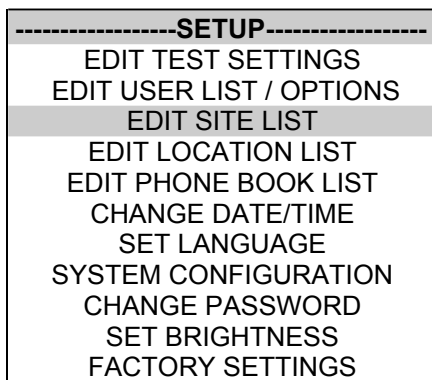 ------------------SETUP------------------
EDIT TEST SETTINGS
EDIT USER LIST / OPTIONS
EDIT SITE LIST
EDIT LOCATION LIST
EDIT PHONE BOOK LIST
CHANGE DATE/TIME
SET LANGUAGE
SYSTEM CONFIGURATION
CHANGE PASSWORD
SET BRIGHTNESS
FACTORY SETTINGS